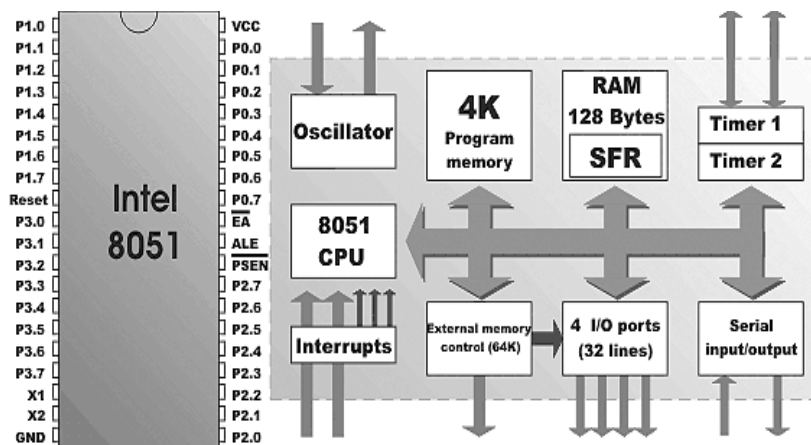 P1.0
P1.1
P1.2
P1.3
P1.4
P1.5
P1.6
P1.7
Reset
P3.0
P3.1
P3.2
P3.3
P3.4
P3.5
P3.6
P3.7
X1
X2
GND
Intel
8051
VCC
P0.0
P0.1
P0.2
P0.3
P0.4
P0.5
P0.6
P0.7
EA
ALE
PSEN
P2.7
P2.6
P2.5
P2.4
P2.3
P2.2
P2.1
P2.0
Oscillator
4K
Program
memory
RAM
128 Bytes
SFR
Timer 1
Timer 2
8051
CPU
Interrupts
External memory
control (64K)
4 I/O ports
(32 lines)
Serial
input/output